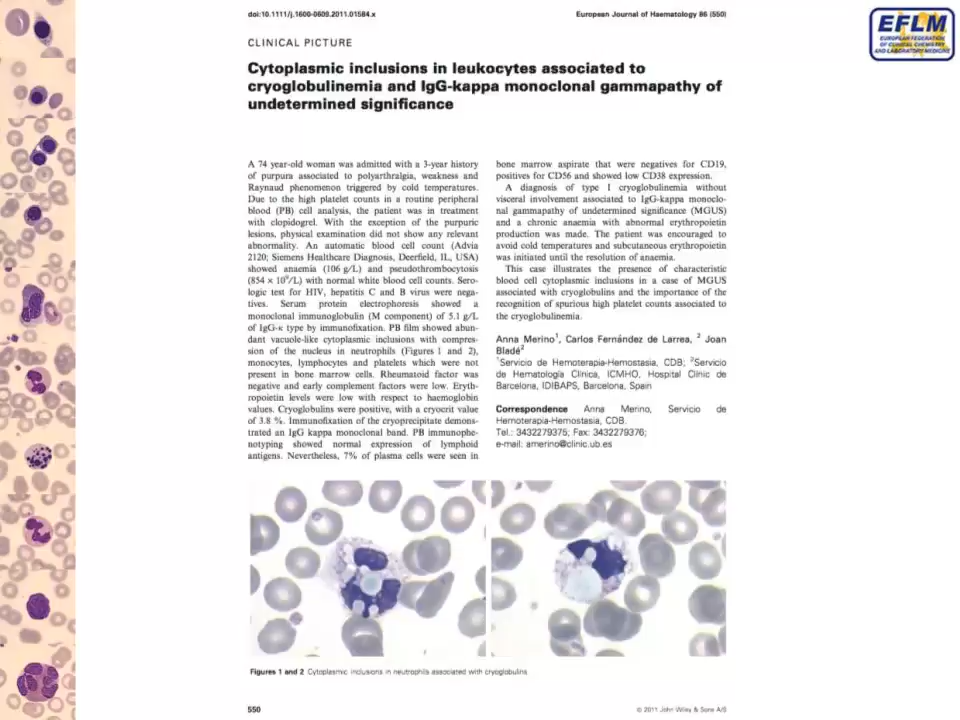 doi:10.1111/j.1600-0609.2011.01584.x
European Journal of Haematology 86 (550)
EFLM
EUROPEAN FEDERATION
OF CLINICAL CHEMISTRY
AND LABORATORY MEDICINE
CLINICAL PICTURE
Cytoplasmic inclusions in leukocytes associated to
cryoglobulinemia and IgG-kappa monoclonal gammapathy of
undetermined significance
A 74 year-old woman was admitted with a 3-year history
of purpura associated to polyarthralgia, weakness and
Raynaud phenomenon triggered by cold temperatures.
Due to the high platelet counts in a routine peripheral
blood (PB) cell analysis, the patient was in treatment
with clopidogrel. With the exception of the purpuric
lesions, physical examination did not show any relevant
abnormality. An automatic blood cell count (Advia
2120; Siemens Healthcare Diagnosis, Deerfield, IL, USA)
showed anaemia (106 g/L) and pseudothrombocytosis
(854 × 10⁹/L) with normal white blood cell counts. Sero-
logic test for HIV, hepatitis C and B virus were nega-
tives. Serum protein electrophoresis showed a
monoclonal immunoglobulin (M component) of 5.1 g/L
of IgG-κ type by immunofixation. PB film showed abun-
dant vacuole-like cytoplasmic inclusions with compres-
sion of the nucleus in neutrophils (Figures 1 and 2),
monocytes, lymphocytes and platelets which were not
present in bone marrow cells. Rheumatoid factor was
negative and early complement factors were low. Eryth-
ropoietin levels were low with respect to haemoglobin
values. Cryoglobulins were positive, with a cryocrit value
of 3.8 %. Immunofixation of the cryoprecipitate demons-
trated an IgG kappa monoclonal band. PB immunophe-
notyping showed normal expression of lymphoid
antigens. Nevertheless, 7% of plasma cells were seen in
bone marrow aspirate that were negatives for CD19,
positives for CD56 and showed low CD38 expression.
A diagnosis of type I cryoglobulinemia without
visceral involvement associated to IgG-kappa monoclo-
nal gammapathy of undetermined significance (MGUS)
and a chronic anaemia with abnormal erythropoietin
production was made. The patient was encouraged to
avoid cold temperatures and subcutaneous erythropoietin
was initiated until the resolution of anaemia.
This case illustrates the presence of characteristic
blood cell cytoplasmic inclusions in a case of MGUS
associated with cryoglobulins and the importance of the
recognition of spurious high platelet counts associated to
the cryoglobulinemia.
Anna Merino¹, Carlos Fernández de Larrea, ² Joan
Bladé²
¹Servicio de Hemoterapia-Hemostasia, CDB; ²Servicio
de Hematología Clínica, ICMHO, Hospital Clínic de
Barcelona, IDIBAPS, Barcelona, Spain
Correspondence Anna Merino, Servicio de
Hemoterapia-Hemostasia, CDB.
Tel.: 3432279375; Fax: 3432279376;
e-mail: amerino@clinic.ub.es
Figures 1 and 2 Cytoplasmic inclusions in neutrophils associated with cryoglobulins
550
© 2011 John Wiley & Sons A/S